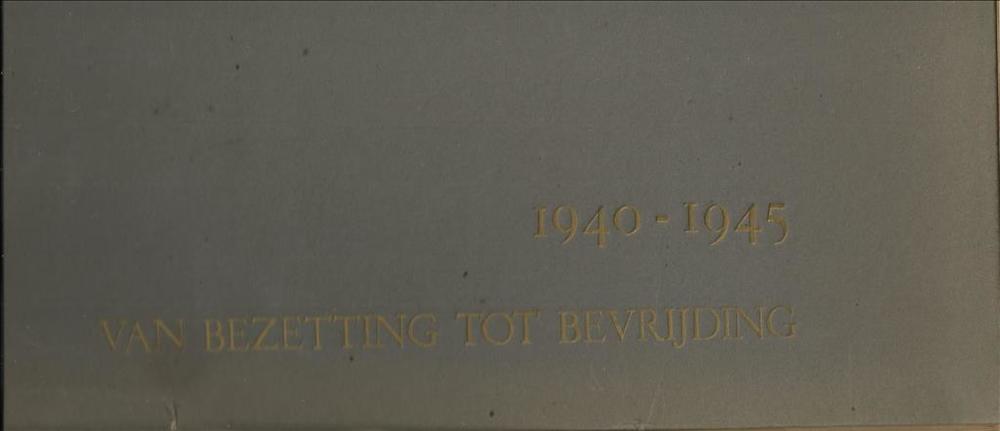 1940 - 1945
VAN BEZETTING TOT BEVRIJDING